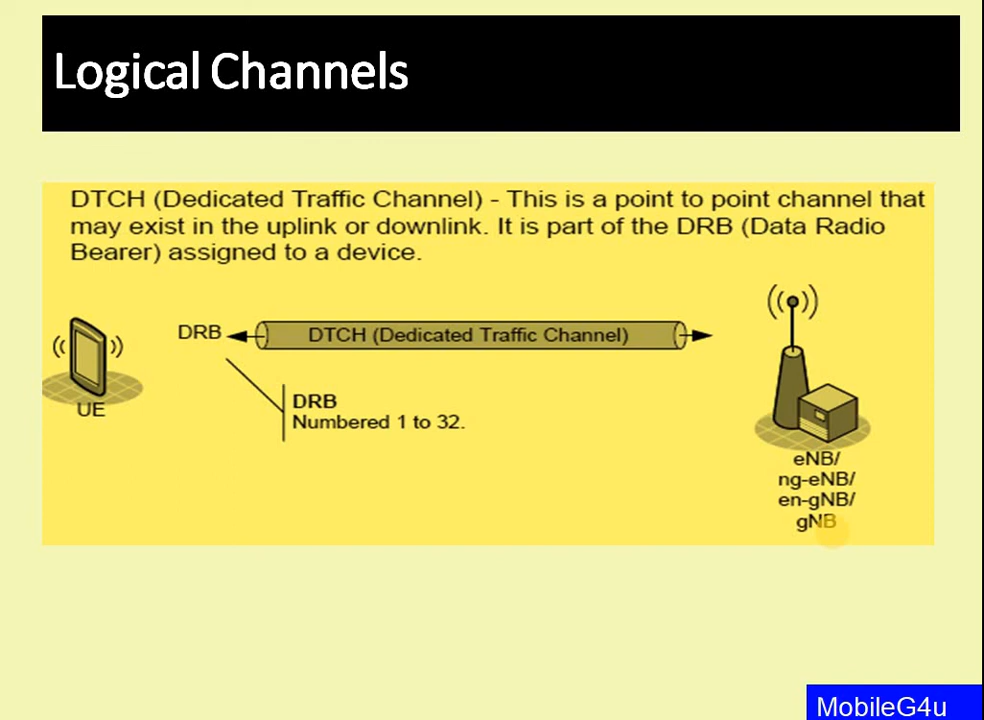 Logical Channels
DTCH (Dedicated Traffic Channel) - This is a point to point channel that
may exist in the uplink or downlink. It is part of the DRB (Data Radio
Bearer) assigned to a device.
DRB
DTCH (Dedicated Traffic Channel)
UE
DRB
Numbered 1 to 32.
eNB/
ng-eNB/
en-gNB/
gNB
MobileG4u